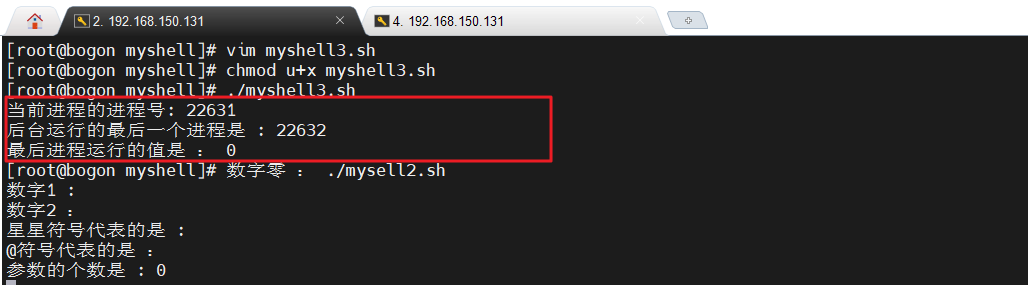 2. 192.168.150.131
4. 192.168.150.131
[root@bogon myshell]# vim myshell3.sh
[root@bogon myshell]# chmod u+x myshell3.sh
[root@bogon myshell]# ./myshell3.sh
当前进程的进程号: 22631
后台运行的最后一个进程是 : 22632
最后进程运行的值是 :  0
[root@bogon myshell]# 数字零 :  ./mysell2.sh
数字1 :
数字2 :
星星符号代表的是 :
@符号代表的是 :
参数的个数是 : 0